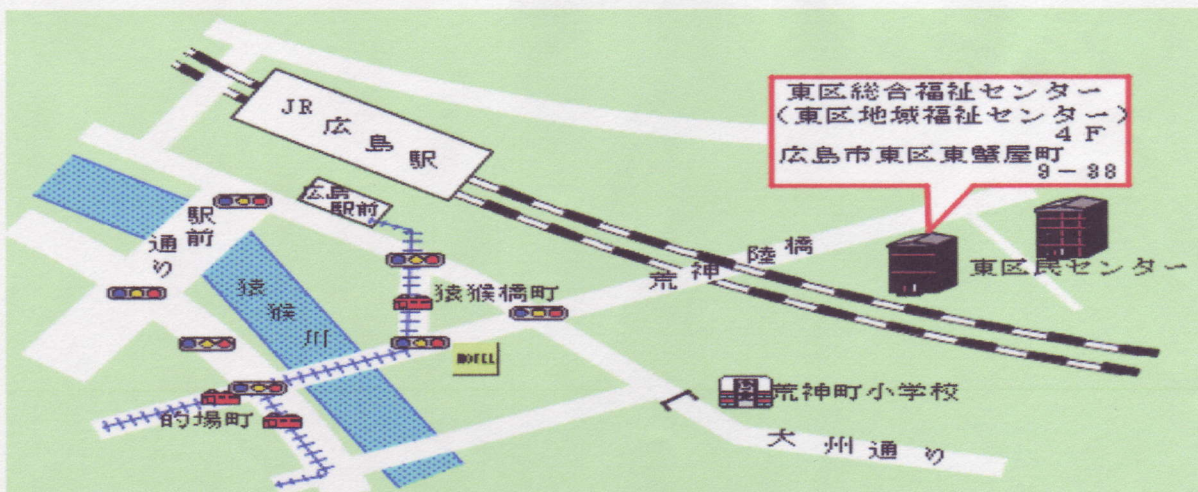 JR広島駅
広島
駅前
東区総合福祉センター
(東区地域福祉センター)
4F
広島市東区東蟹屋町
9-38
駅前通り
猿猴川
猿猴橋町
荒神陸橋
東区民センター
HOTEL
的場町
荒神町小学校
大州通り